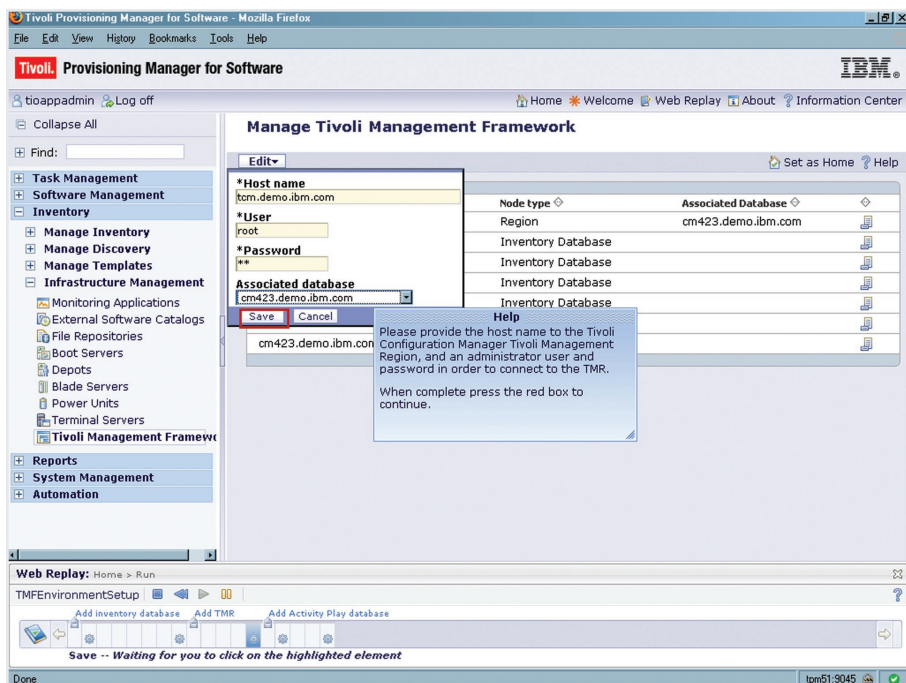 Tivoli Provisioning Manager for Software - Mozilla Firefox
File Edit View History Bookmarks Tools Help
Tivoli. Provisioning Manager for Software
IBM®
tioappadmin Log off
Home Welcome Web Replay About Information Center
Collapse All
Find:
Task Management
Software Management
Inventory
Manage Inventory
Manage Discovery
Manage Templates
Infrastructure Management
Monitoring Applications
External Software Catalogs
File Repositories
Boot Servers
Depots
Blade Servers
Power Units
Terminal Servers
Tivoli Management Framewo
Reports
System Management
Automation
Manage Tivoli Management Framework
Edit
Set as Home ? Help
*Host name
tcm.demo.ibm.com
*User
root
*Password
**
Associated database
cm423.demo.ibm.com
Save Cancel
Node type Associated Database
Region cm423.demo.ibm.com
Inventory Database
Inventory Database
Inventory Database
Inventory Database
cm423.demo.ibm.con
Help
Please provide the host name to the Tivoli
Configuration Manager Tivoli Management
Region, and an administrator user and
password in order to connect to the TMR.
When complete press the red box to
continue.
Web Replay: Home > Run
TMFEnvironmentSetup
Add inventory database Add TMR Add Activity Play database
Save -- Waiting for you to click on the highlighted element
Done
tpm51:9045